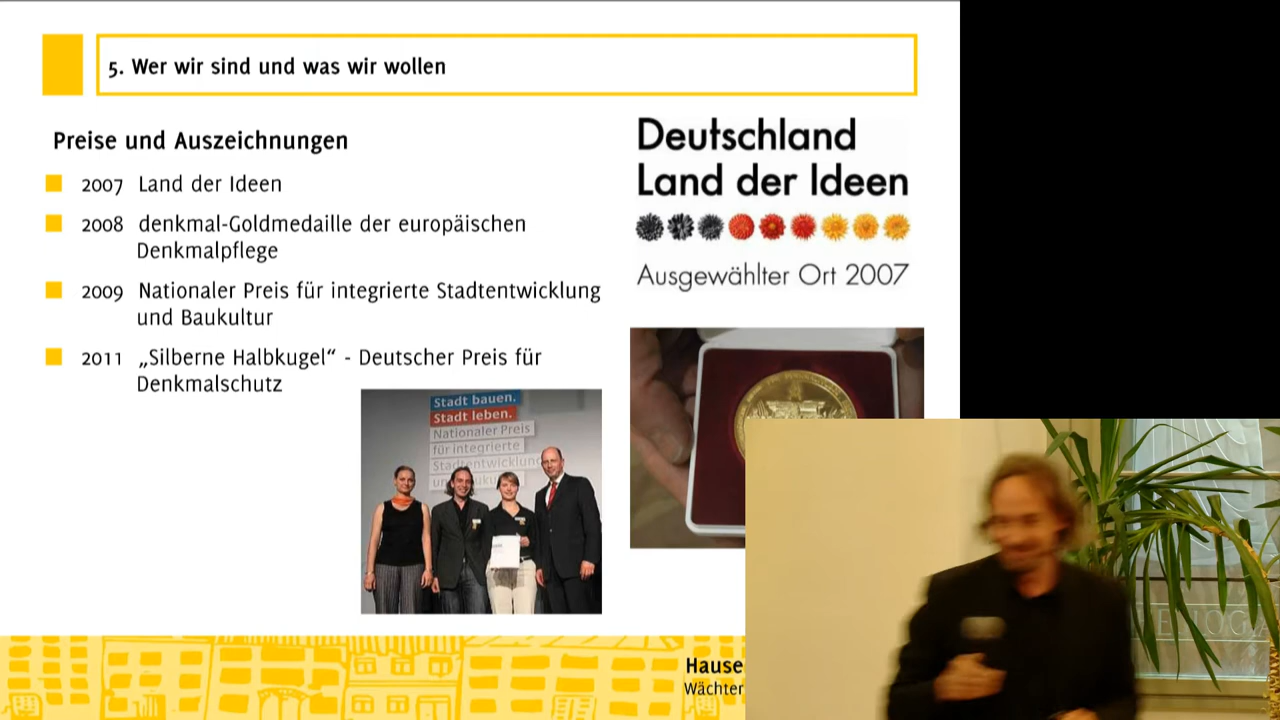 5. Wer wir sind und was wir wollen
Preise und Auszeichnungen
2007 Land der Ideen
2008 denkmal-Goldmedaille der europäischen
Denkmalpflege
2009 Nationaler Preis für integrierte Stadtentwicklung
und Baukultur
2011 „Silberne Halbkugel“ - Deutscher Preis für
Denkmalschutz
Deutschland
Land der Ideen
Ausgewählter Ort 2007
Stadt bauen.
Stadt leben.
Nationaler Preis
für integrierte
Stadtentwicklung
Hause
Wächter